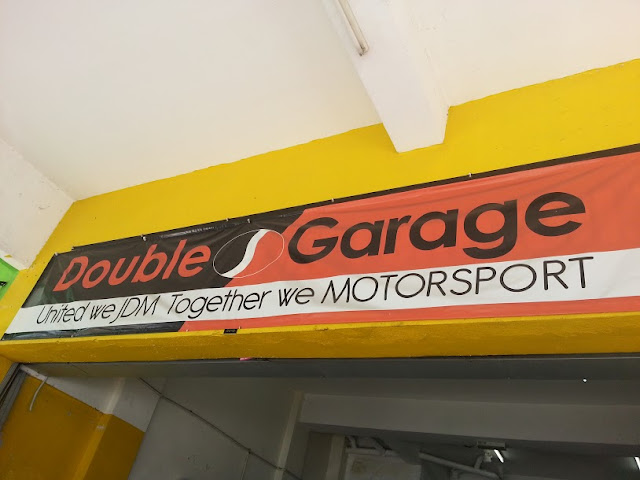 Double S Garage
United we JDM Together we MOTORSPORT